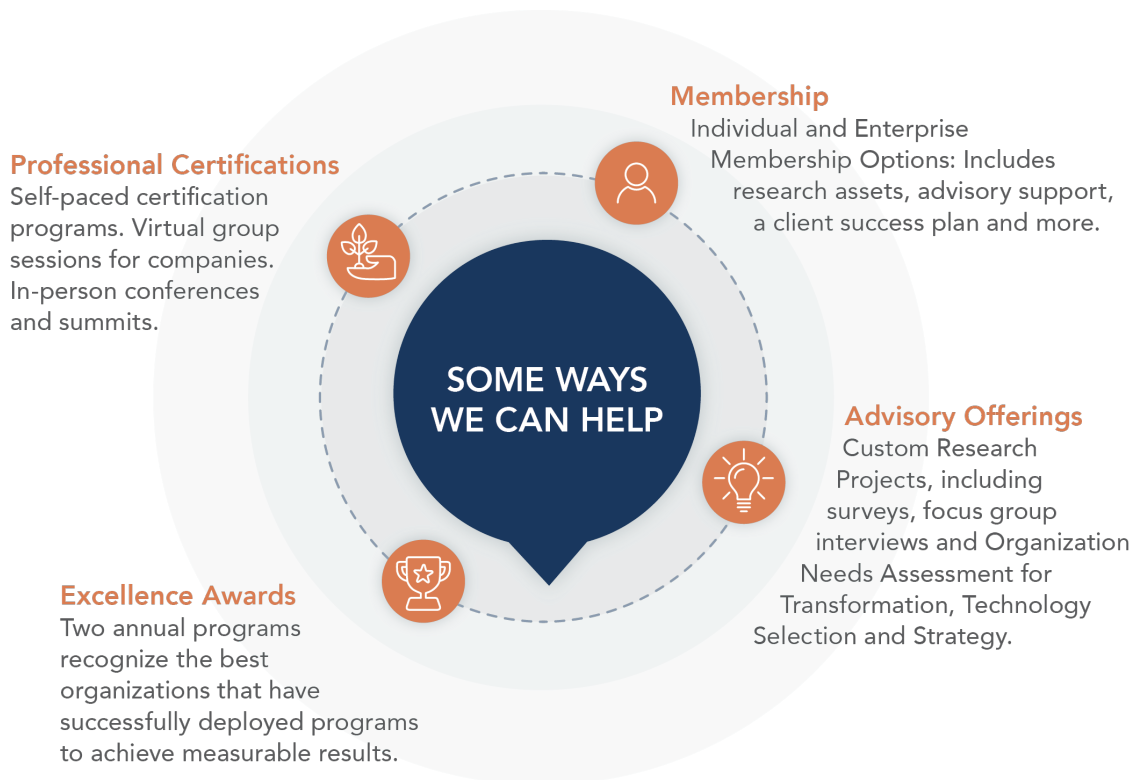 SOME WAYS
WE CAN HELP
Membership
Individual and Enterprise
Membership Options: Includes
research assets, advisory support,
a client success plan and more.
Professional Certifications
Self-paced certification
programs. Virtual group
sessions for companies.
In-person conferences
and summits.
Advisory Offerings
Custom Research
Projects, including
surveys, focus group
interviews and Organization
Needs Assessment for
Transformation, Technology
Selection and Strategy.
Excellence Awards
Two annual programs
recognize the best
organizations that have
successfully deployed programs
to achieve measurable results.